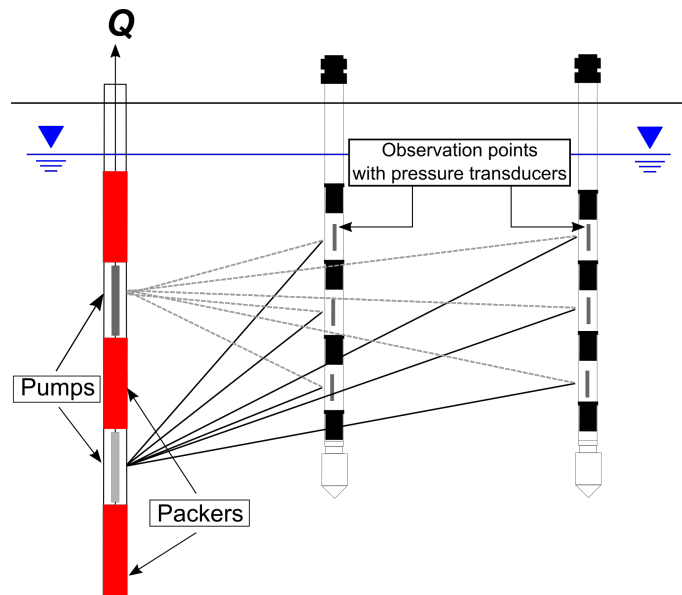 Q
Observation points
with pressure transducers
Pumps
Packers